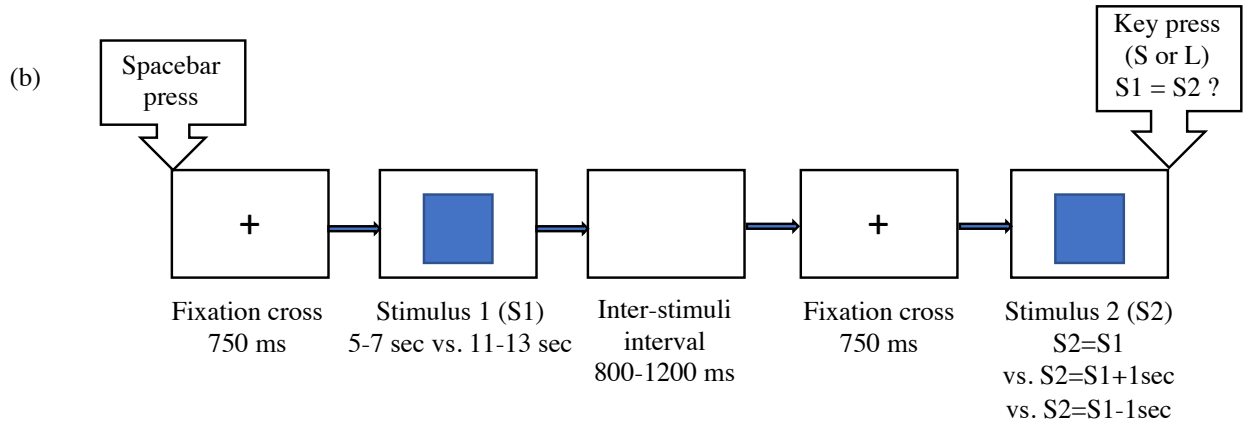 (b)
Spacebar
press
Key press
(S or L)
S1 = S2 ?
+
+
Fixation cross
750 ms
Stimulus 1 (S1)
5-7 sec vs. 11-13 sec
Inter-stimuli
interval
800-1200 ms
Fixation cross
750 ms
Stimulus 2 (S2)
S2=S1
vs. S2=S1+1sec
vs. S2=S1-1sec